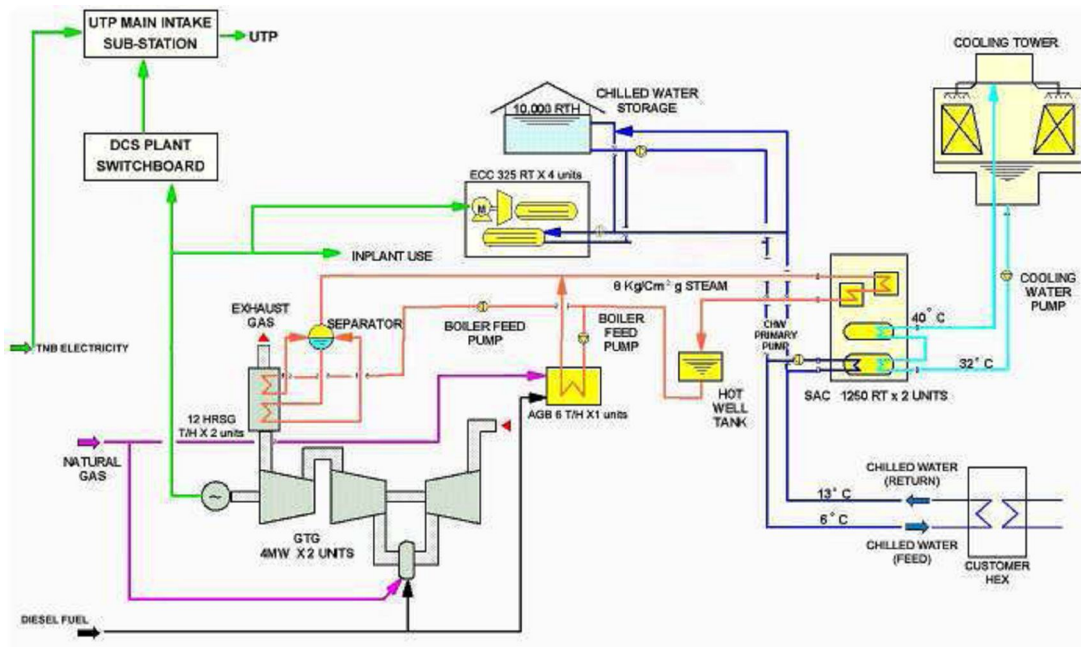 UTP MAIN INTAKE
SUB-STATION
UTP
DCS PLANT
SWITCHBOARD
CHILLED WATER
STORAGE
10,000 RTH
COOLING TOWER
ECC 325 RT X 4 units
M
INPLANT USE
8 Kg/Cm² g STEAM
EXHAUST
GAS
SEPARATOR
BOILER FEED
PUMP
BOILER
FEED
PUMP
CHW
PRIMARY
PUMP
40° C
COOLING
WATER
PUMP
TNB ELECTRICITY
32° C
HOT
WELL
TANK
SAC 1250 RT x 2 UNITS
12 HRSG
T/H X 2 units
AGB 6 T/H X1 units
NATURAL
GAS
~
GTG
4MW X 2 UNITS
CHILLED WATER
(RETURN)
13° C
6° C
CHILLED WATER
(FEED)
CUSTOMER
HEX
DIESEL FUEL